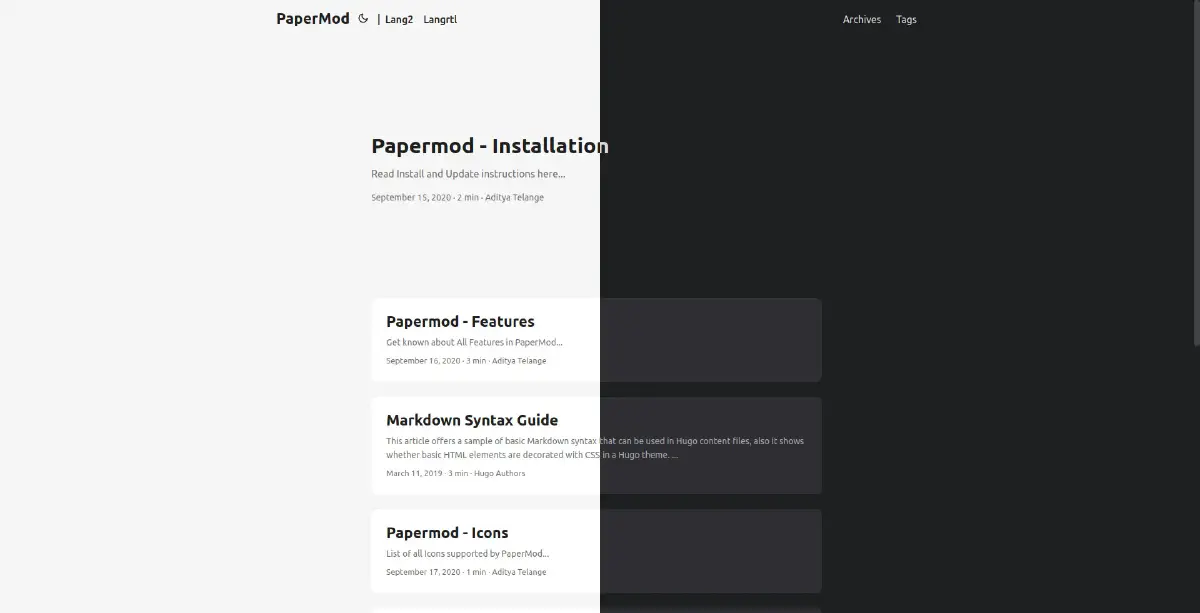 PaperMod | Lang2 Langrtl Archives Tags
Papermod - Installation
Read Install and Update instructions here...
September 15, 2020 · 2 min · Aditya Telange
Papermod - Features
Get known about All Features in PaperMod...
September 16, 2020 · 3 min · Aditya Telange
Markdown Syntax Guide
This article offers a sample of basic Markdown syntax that can be used in Hugo content files, also it shows
whether basic HTML elements are decorated with CSS in a Hugo theme. ...
March 11, 2019 · 3 min · Hugo Authors
Papermod - Icons
List of all Icons supported by PaperMod...
September 17, 2020 · 1 min · Aditya Telange